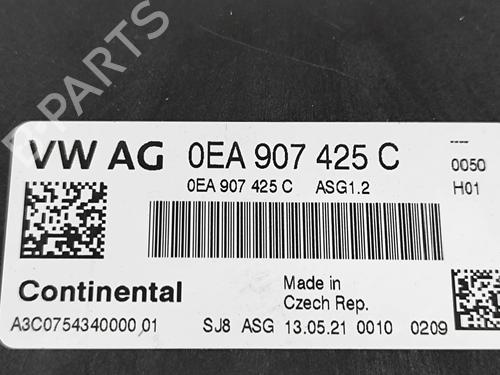 B-PARTS
VW AG 0EA 907 425 C
---
0050
0EA 907 425 C ASG1.2 H01
Continental
Made in
Czech Rep.
A3C0754340000 01 SJ8 ASG 13.05.21 0010 0209